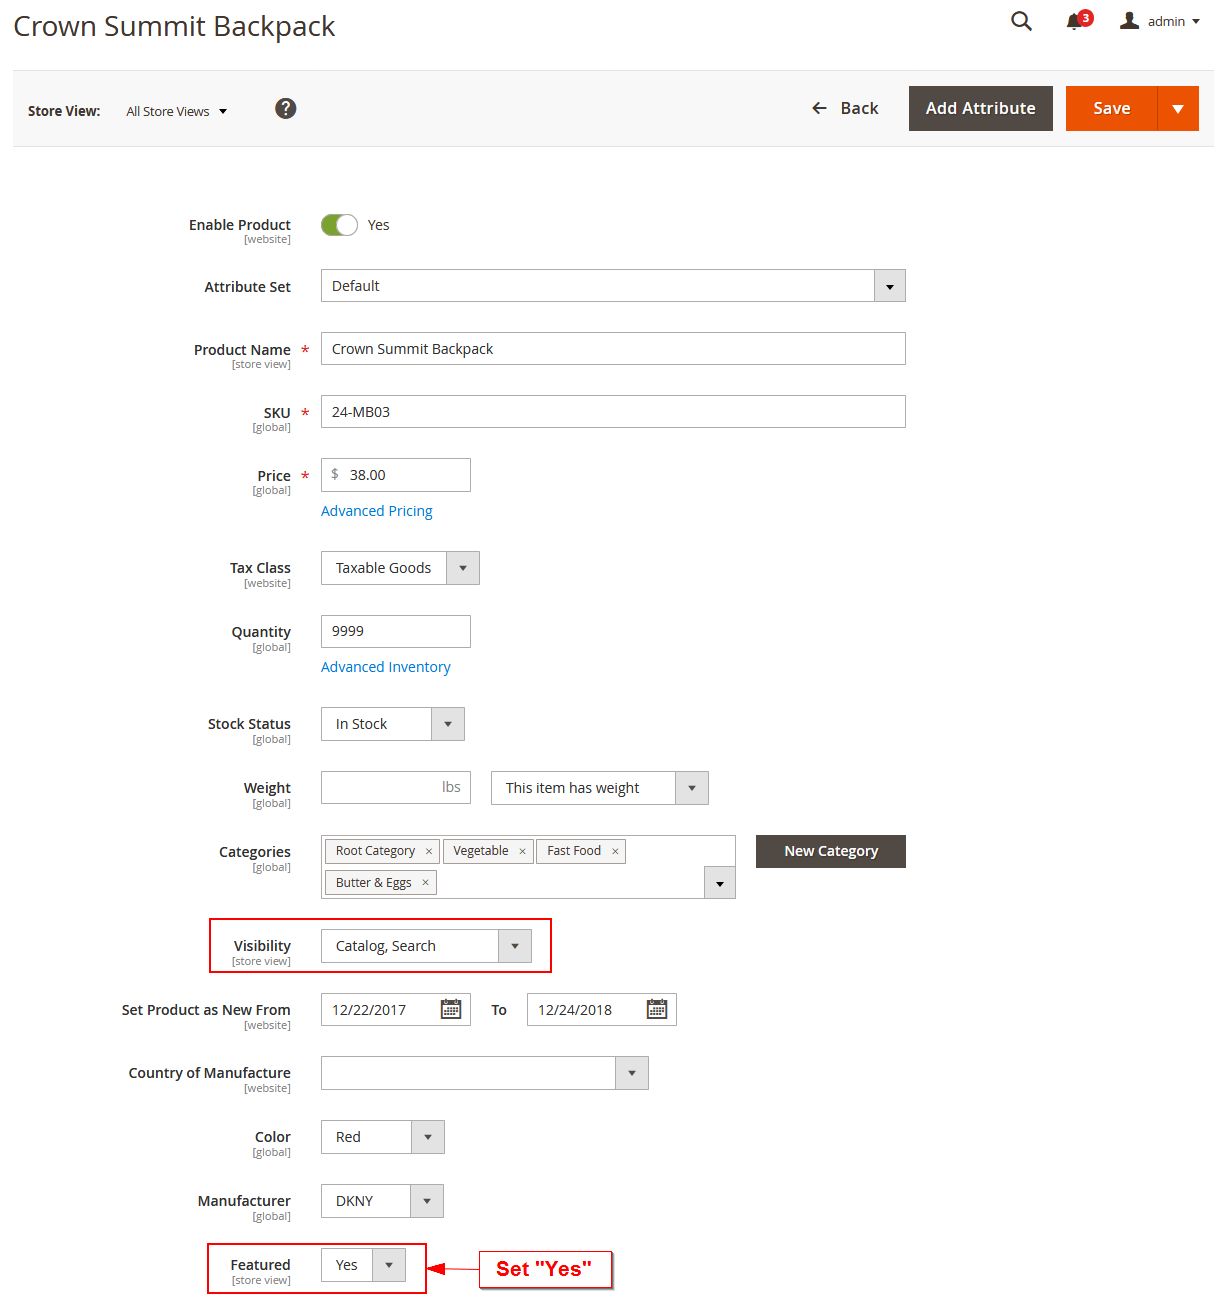 Crown Summit Backpack
3
admin
Store View: All Store Views ?
Back Add Attribute Save
Enable Product Yes
[website]
Attribute Set Default
Product Name * Crown Summit Backpack
[store view]
SKU * 24-MB03
[global]
Price * $ 38.00
[global]
Advanced Pricing
Tax Class Taxable Goods
[website]
Quantity 9999
[global]
Advanced Inventory
Stock Status In Stock
[global]
Weight lbs This item has weight
[global]
Categories Root Category × Vegetable × Fast Food × New Category
[global]
Butter & Eggs ×
Visibility Catalog, Search
[store view]
Set Product as New From 12/22/2017 To 12/24/2018
[website]
Country of Manufacture
[website]
Color Red
[global]
Manufacturer DKNY
[global]
Featured Yes Set "Yes"
[store view]